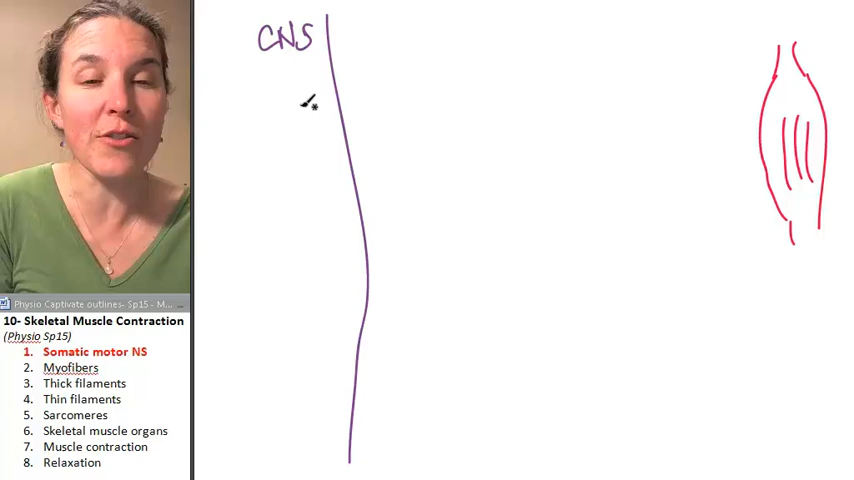 CNS
Physio Captivate outlines- Sp15 - M...
10- Skeletal Muscle Contraction
(Physio Sp15)
1. Somatic motor NS
2. Myofibers
3. Thick filaments
4. Thin filaments
5. Sarcomeres
6. Skeletal muscle organs
7. Muscle contraction
8. Relaxation